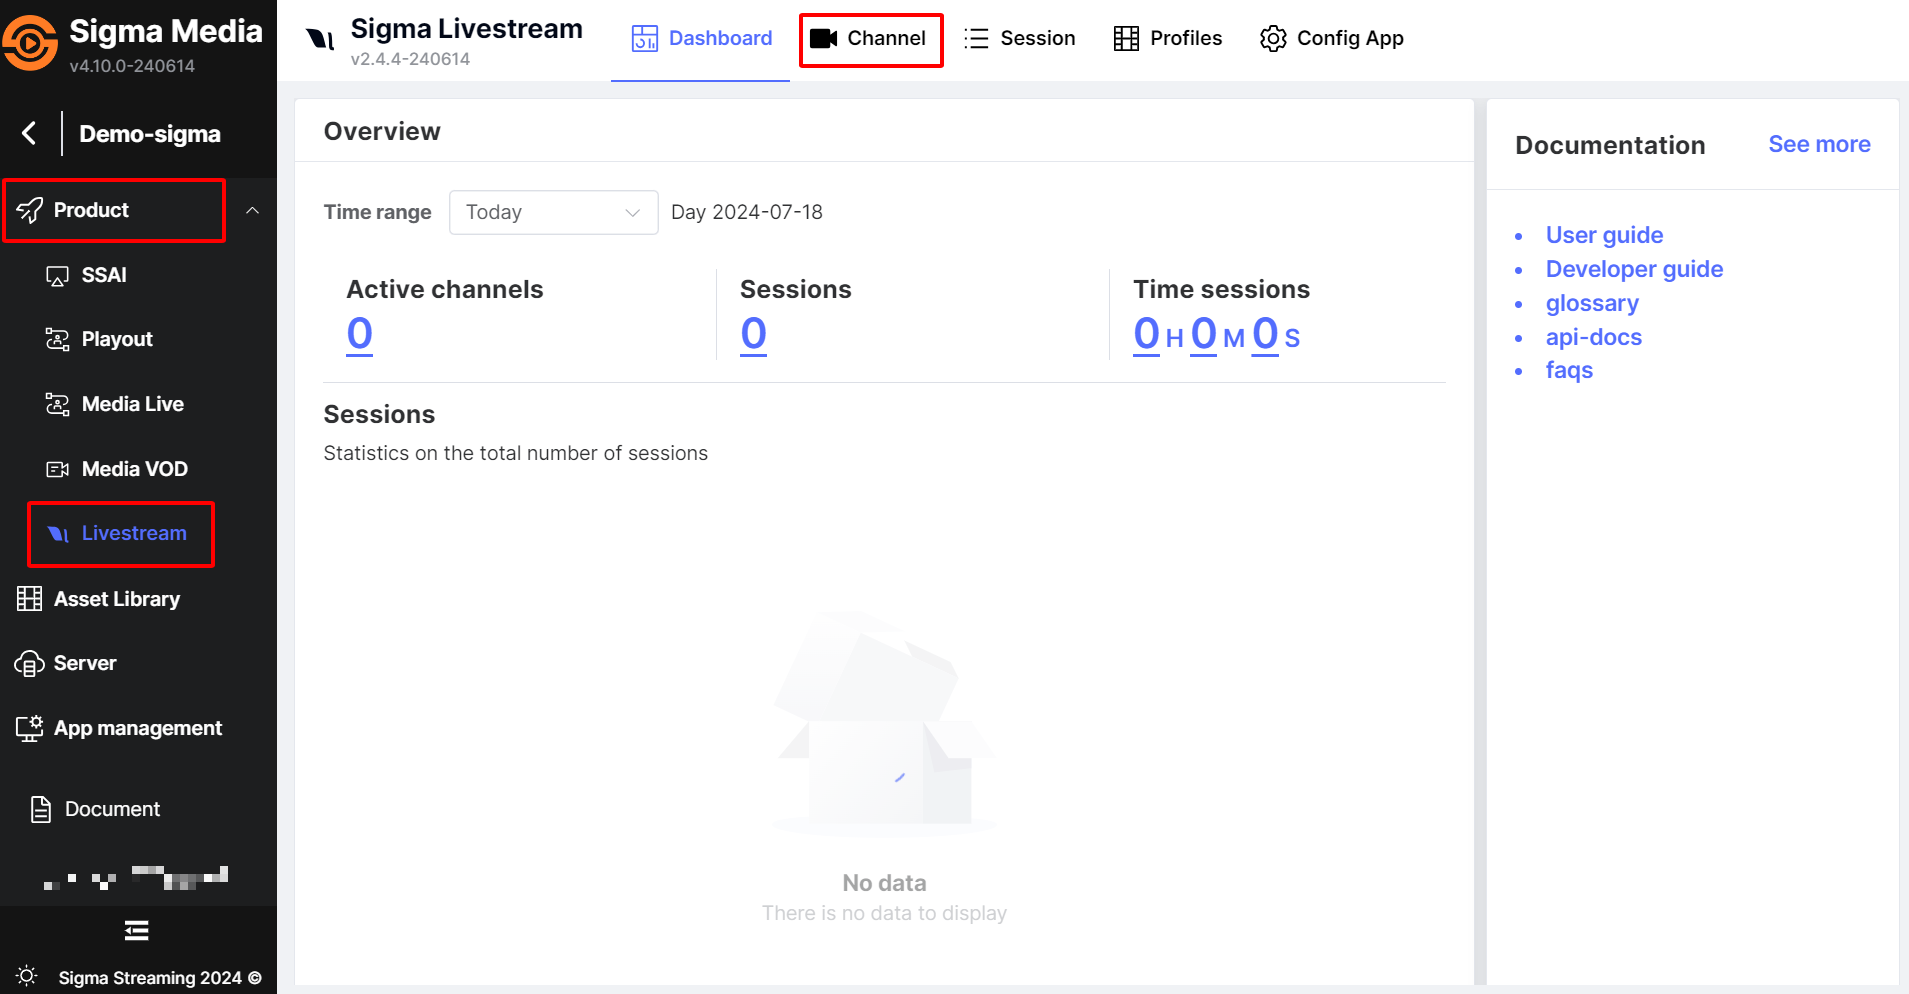 Sigma Media
v4.10.0-240614
Demo-sigma
Product
SSAI
Playout
Media Live
Media VOD
Livestream
Asset Library
Server
App management
Document
Sigma Streaming 2024 ©
Sigma Livestream
v2.4.4-240614
Dashboard
Channel
Session
Profiles
Config App
Overview
Time range Today Day 2024-07-18
Active channels
0
Sessions
0
Time sessions
0 H 0 M 0 S
Sessions
Statistics on the total number of sessions
No data
There is no data to display
Documentation See more
User guide
Developer guide
glossary
api-docs
faqs